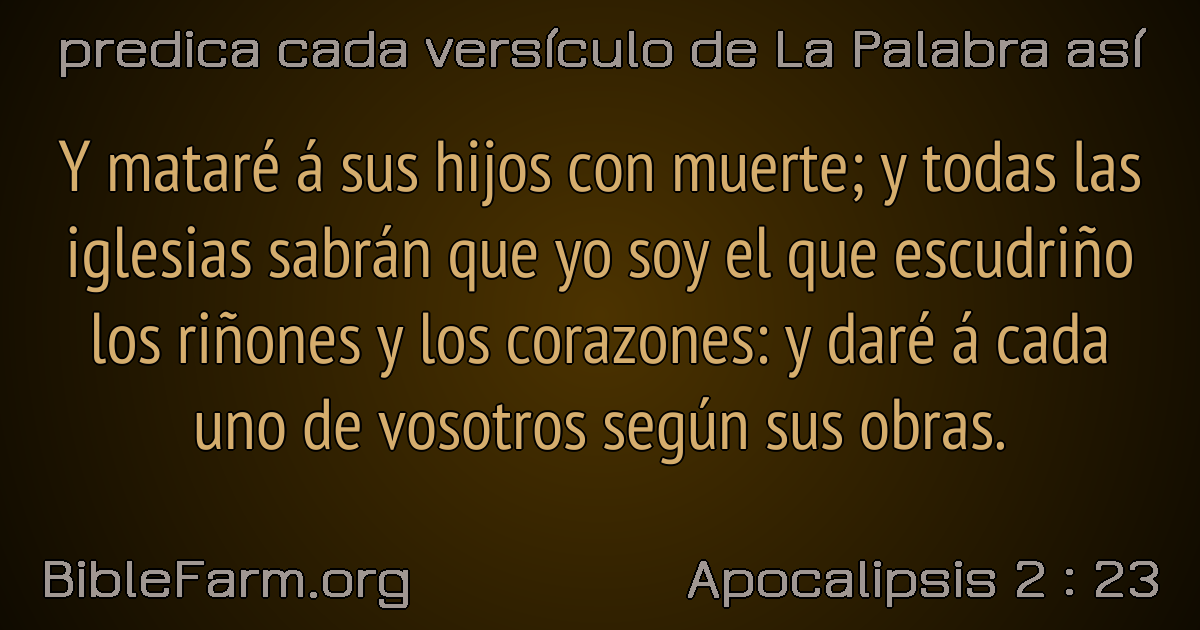 predica cada versículo de La Palabra así
Y mataré á sus hijos con muerte; y todas las
iglesias sabrán que yo soy el que escudriño
los riñones y los corazones: y daré á cada
uno de vosotros según sus obras.
BibleFarm.org
Apocalipsis 2 : 23